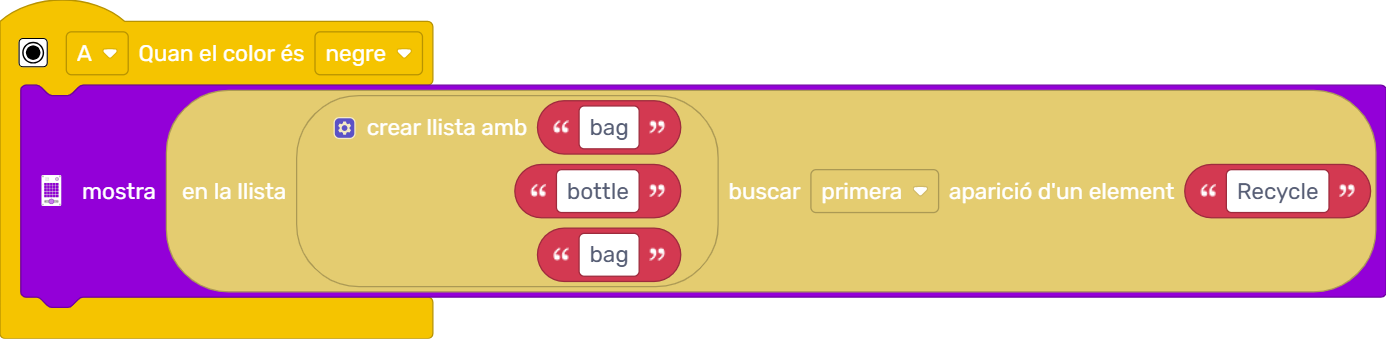 A Quan el color és negre
crear llista amb “ bag ”
mostra en la llista “ bottle ” buscar primera aparició d'un element “ Recycle ”
“ bag ”